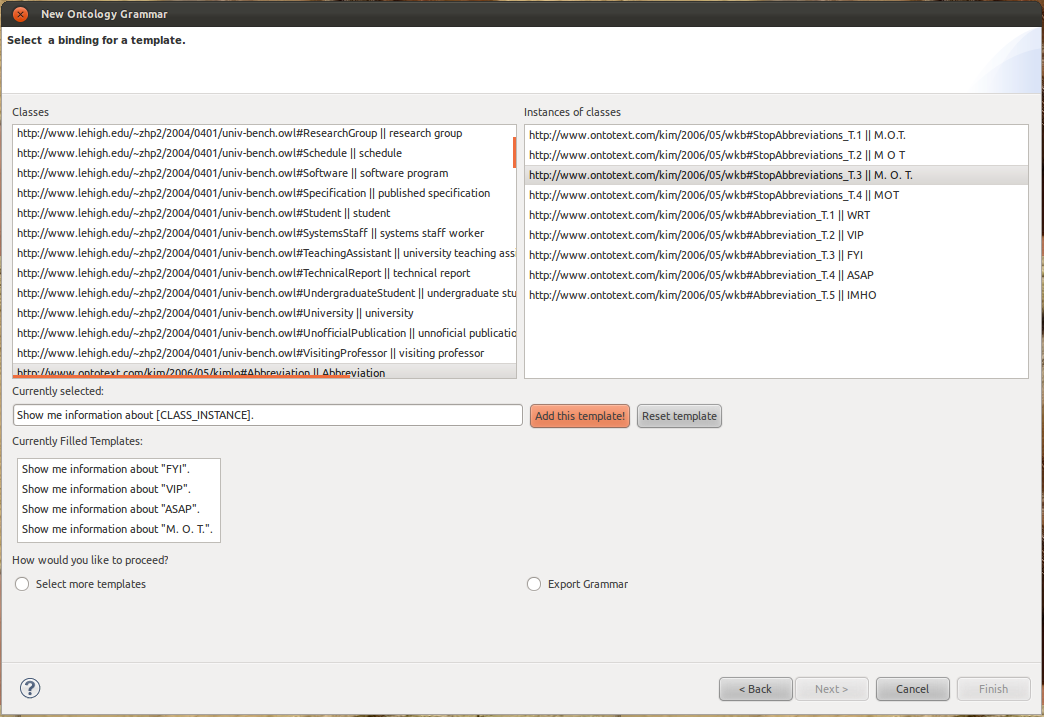 New Ontology Grammar
Select a binding for a template.
Classes
http://www.lehigh.edu/~zhp2/2004/0401/univ-bench.owl#ResearchGroup || research group
http://www.lehigh.edu/~zhp2/2004/0401/univ-bench.owl#Schedule || schedule
http://www.lehigh.edu/~zhp2/2004/0401/univ-bench.owl#Software || software program
http://www.lehigh.edu/~zhp2/2004/0401/univ-bench.owl#Specification || published specification
http://www.lehigh.edu/~zhp2/2004/0401/univ-bench.owl#Student || student
http://www.lehigh.edu/~zhp2/2004/0401/univ-bench.owl#SystemsStaff || systems staff worker
http://www.lehigh.edu/~zhp2/2004/0401/univ-bench.owl#TeachingAssistant || university teaching ass
http://www.lehigh.edu/~zhp2/2004/0401/univ-bench.owl#TechnicalReport || technical report
http://www.lehigh.edu/~zhp2/2004/0401/univ-bench.owl#UndergraduateStudent || undergraduate stu
http://www.lehigh.edu/~zhp2/2004/0401/univ-bench.owl#University || university
http://www.lehigh.edu/~zhp2/2004/0401/univ-bench.owl#UnofficialPublication || unnoficial publicatio
http://www.lehigh.edu/~zhp2/2004/0401/univ-bench.owl#VisitingProfessor || visiting professor
http://www.ontotext.com/kim/2006/05/kimlo#Abbreviation || Abbreviation
Instances of classes
http://www.ontotext.com/kim/2006/05/wkb#StopAbbreviations_T.1 || M.O.T.
http://www.ontotext.com/kim/2006/05/wkb#StopAbbreviations_T.2 || M O T
http://www.ontotext.com/kim/2006/05/wkb#StopAbbreviations_T.3 || M. O. T.
http://www.ontotext.com/kim/2006/05/wkb#StopAbbreviations_T.4 || MOT
http://www.ontotext.com/kim/2006/05/wkb#Abbreviation_T.1 || WRT
http://www.ontotext.com/kim/2006/05/wkb#Abbreviation_T.2 || VIP
http://www.ontotext.com/kim/2006/05/wkb#Abbreviation_T.3 || FYI
http://www.ontotext.com/kim/2006/05/wkb#Abbreviation_T.4 || ASAP
http://www.ontotext.com/kim/2006/05/wkb#Abbreviation_T.5 || IMHO
Currently selected:
Show me information about [CLASS_INSTANCE].
Add this template!
Reset template
Currently Filled Templates:
Show me information about "FYI".
Show me information about "VIP".
Show me information about "ASAP".
Show me information about "M. O. T.".
How would you like to proceed?
Select more templates
Export Grammar
?
< Back
Next >
Cancel
Finish